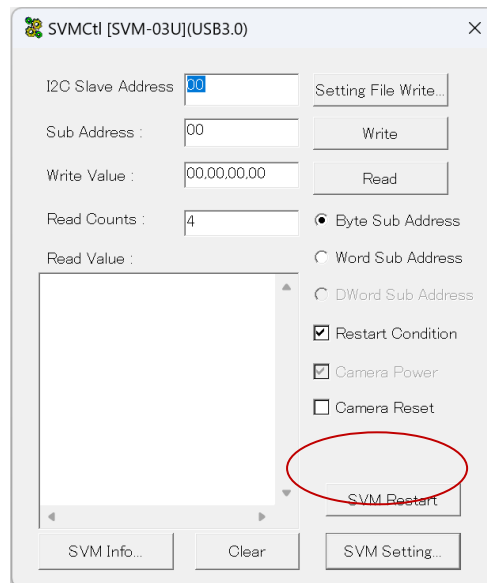 SVMCtl [SVM-03U](USB3.0)
I2C Slave Address 00 Setting File Write...
Sub Address : 00 Write
Write Value : 00,00,00,00 Read
Read Counts : 4 Byte Sub Address
Read Value : Word Sub Address
DWord Sub Address
Restart Condition
Camera Power
Camera Reset
SVM Restart
SVM Info... Clear SVM Setting...